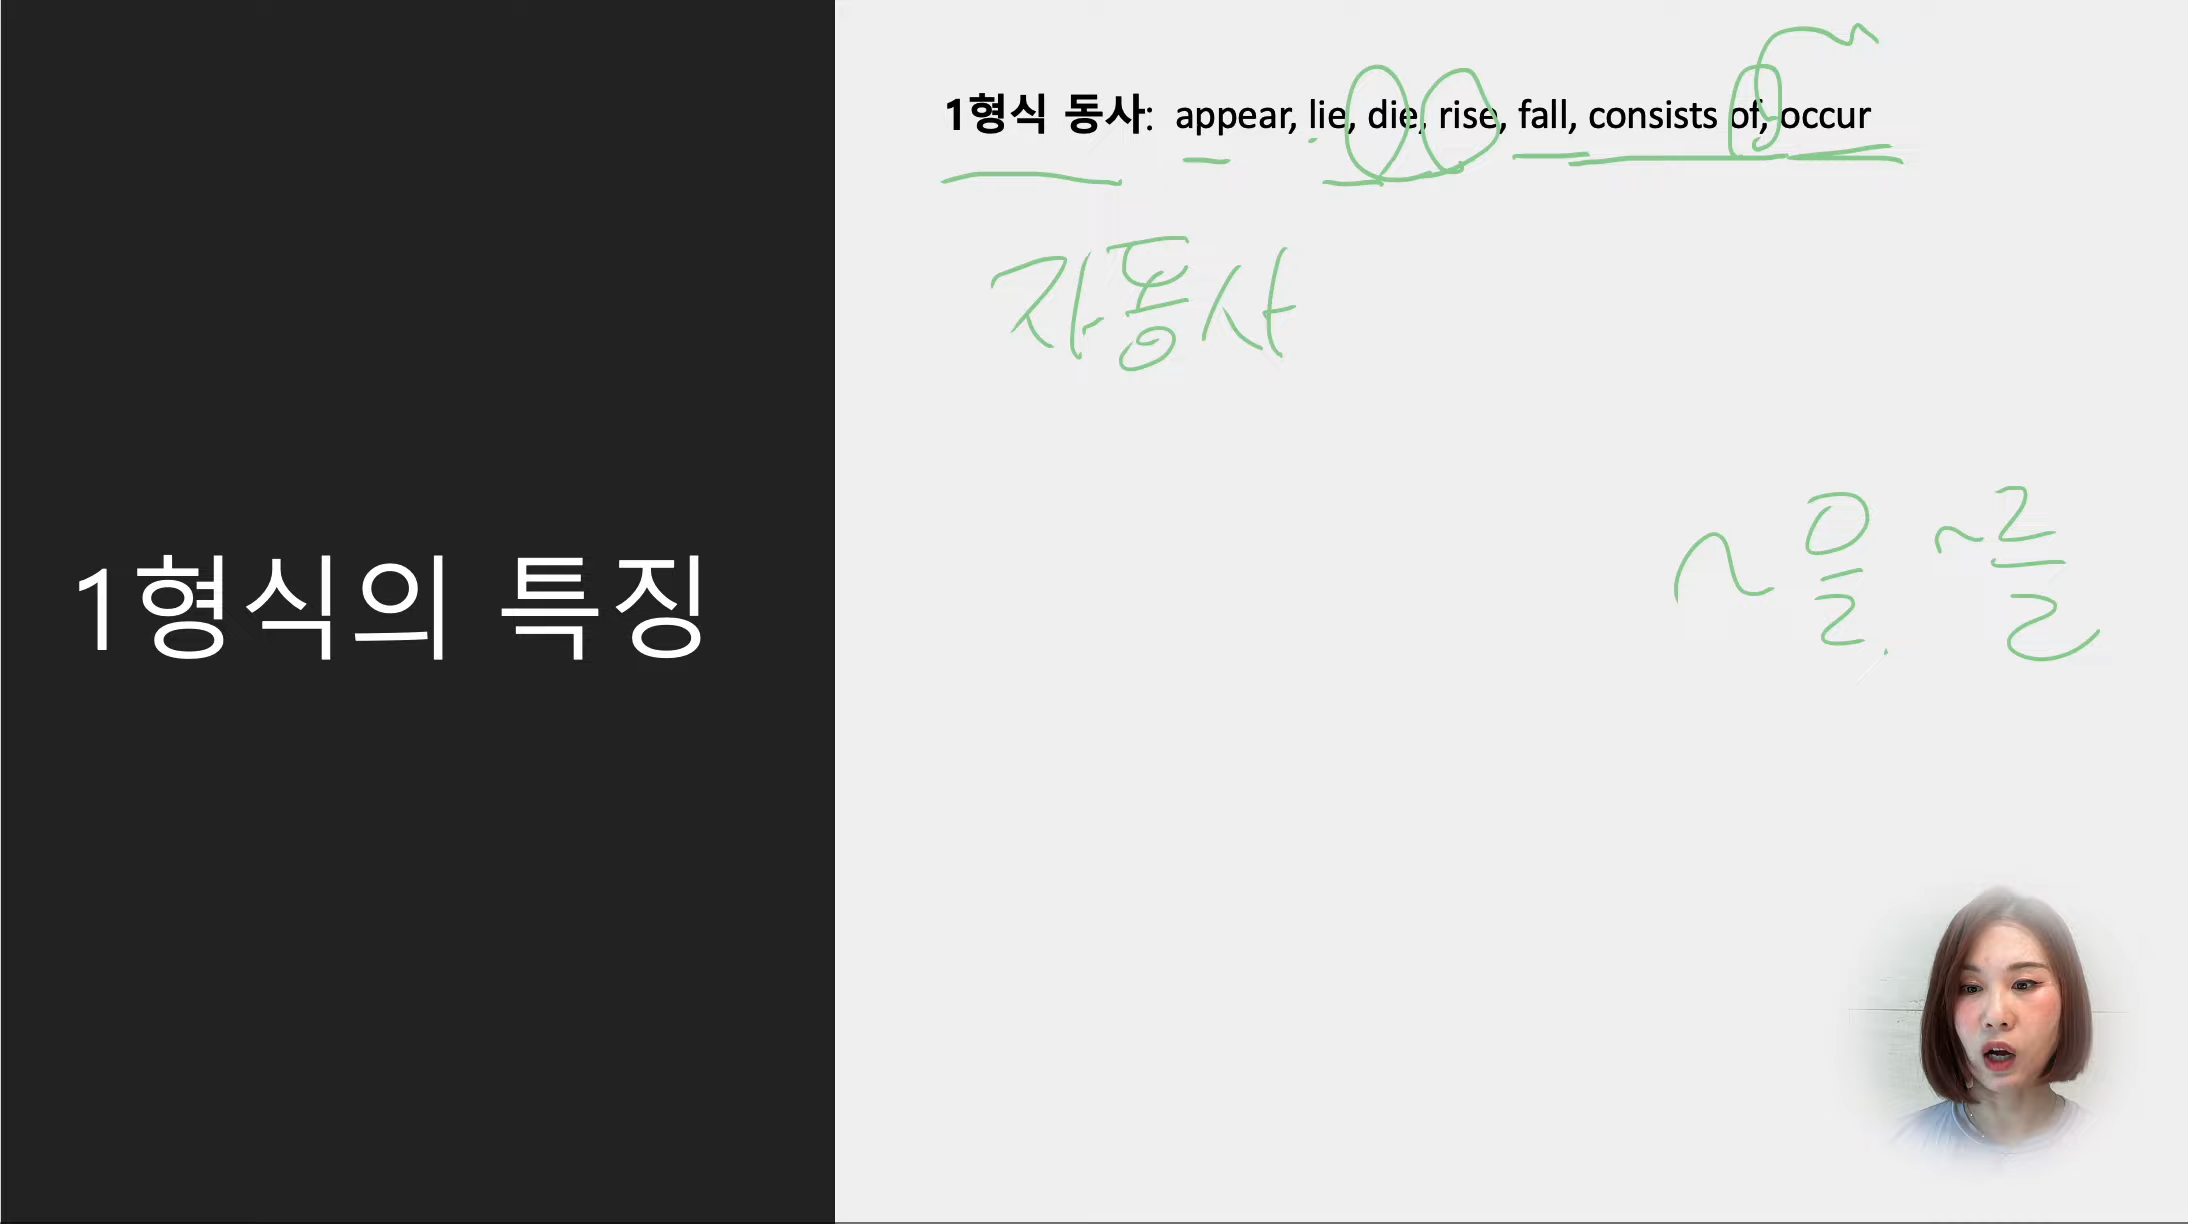 1형식의 특징
1형식 동사: appear, lie, die, rise, fall, consists of, occur
자동사
~을 ~를